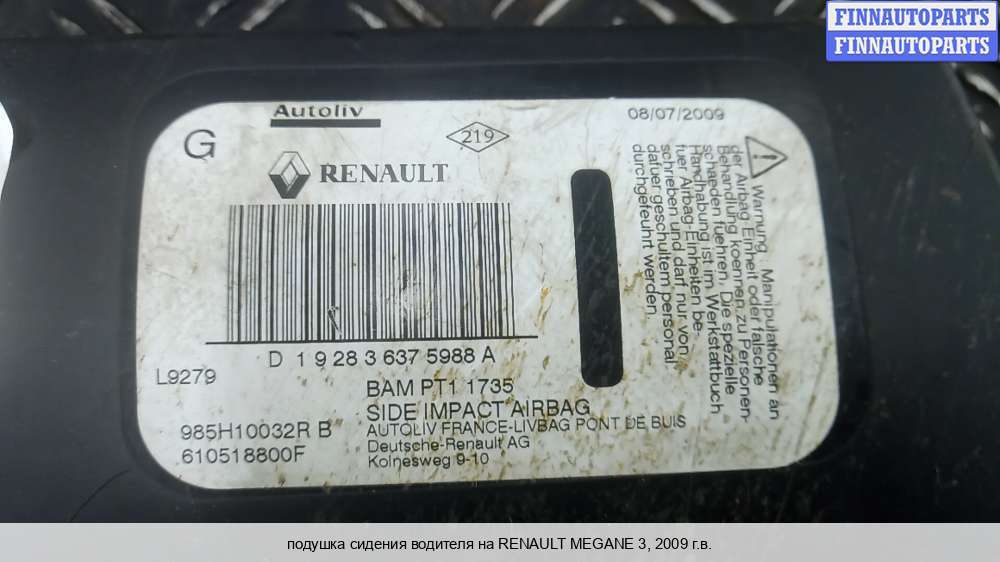 FINNAUTOPARTS
FINNAUTOPARTS
Autoliv
08/07/2009
G
219
RENAULT
D 1 9 28 3 637 5988 A
L9279
BAM PT1 1735
SIDE IMPACT AIRBAG
985H10032R B
AUTOLIV FRANCE-LIVBAG PONT DE BUIS
610518800F
Deutsche-Renault AG
Kolnesweg 9-10
Warnung : Manipulationen an
der Airbag-Einheit oder falsche
Behandlung koennen zu Personen-
schaeden fuehren. Die spezielle
Handhabung ist im Werkstattbuch
fuer Airbag-Einheiten be-
schrieben und darf nur von
dafuer geschultem personal
durchgefuehrt werden.
подушка сидения водителя на RENAULT MEGANE 3, 2009 г.в.